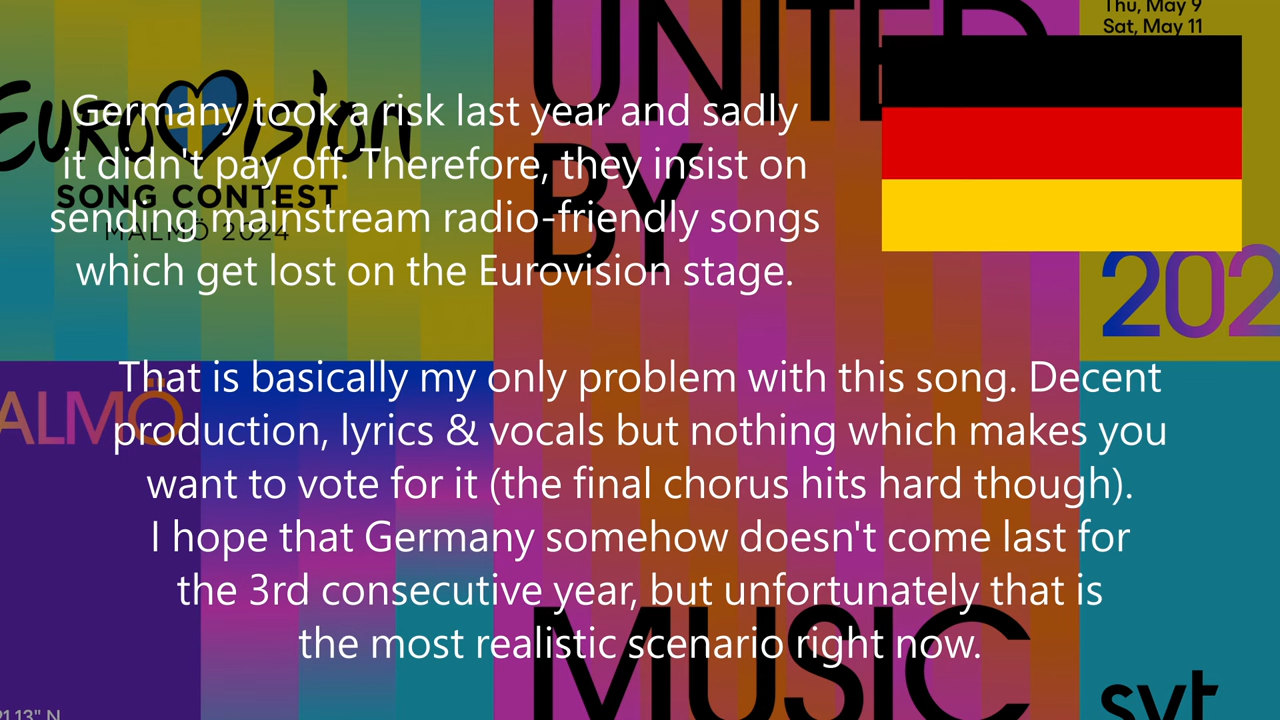 Thu, May 9
Sat, May 11
UNITED
BY
MUSIC
EUROVISION
SONG CONTEST
MALMÖ 2024
Germany took a risk last year and sadly
it didn't pay off. Therefore, they insist on
sending mainstream radio-friendly songs
which get lost on the Eurovision stage.
202
ALMÖ
That is basically my only problem with this song. Decent
production, lyrics & vocals but nothing which makes you
want to vote for it (the final chorus hits hard though).
I hope that Germany somehow doesn't come last for
the 3rd consecutive year, but unfortunately that is
the most realistic scenario right now.
svt